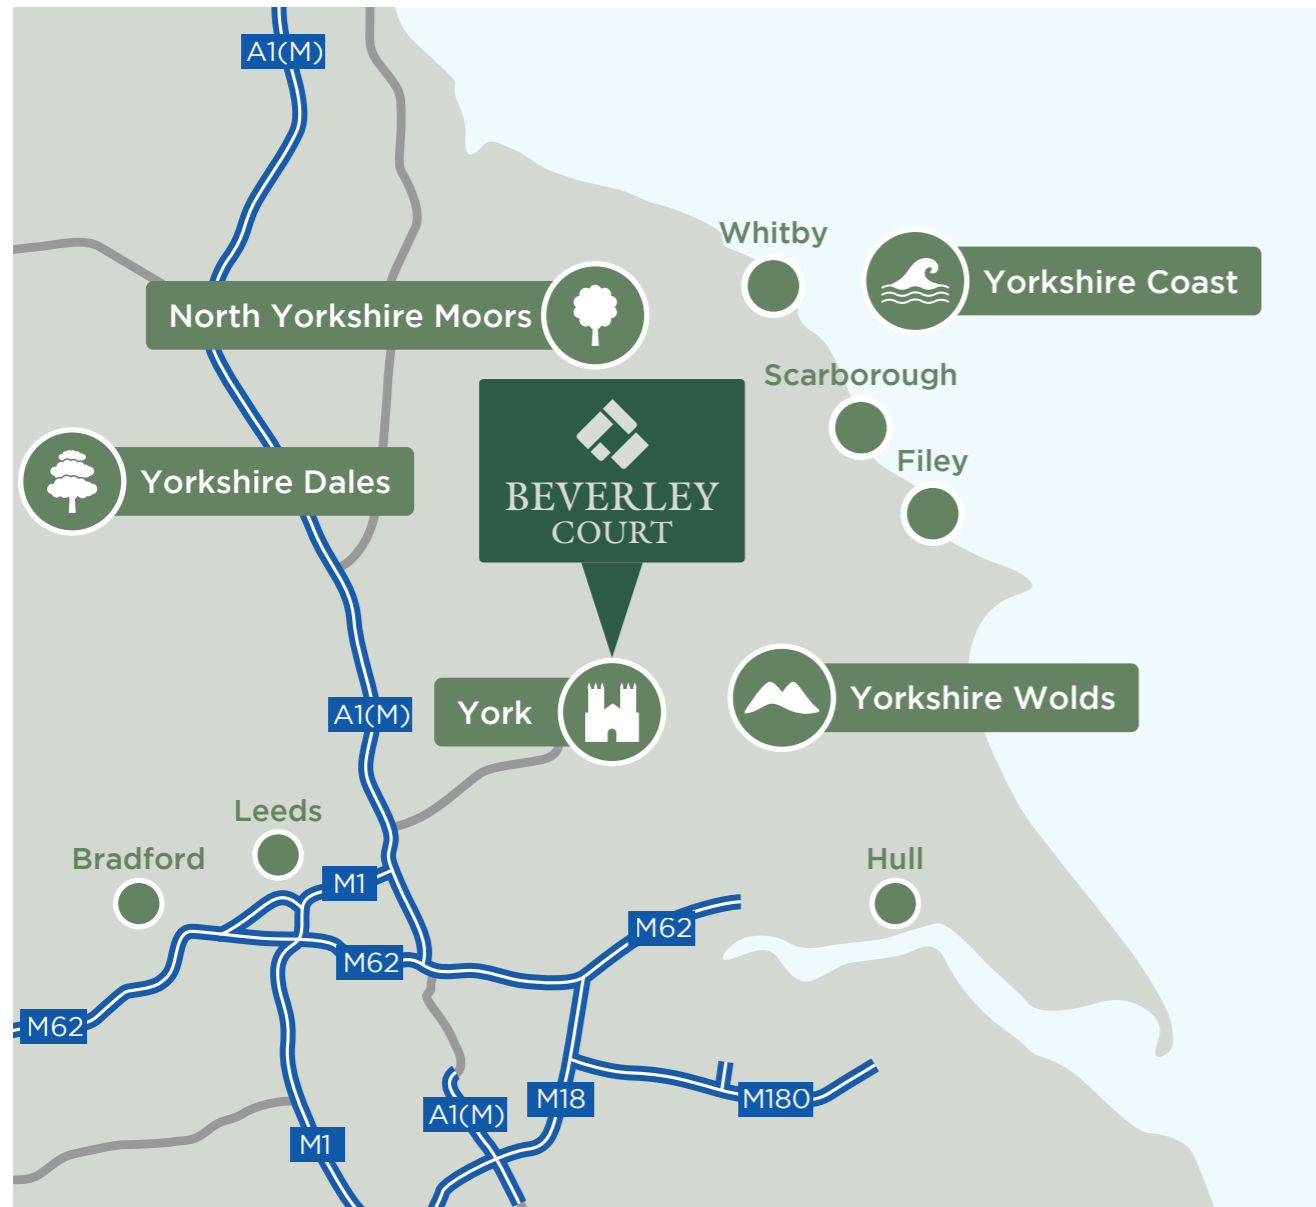 A1(M)
Whitby
Yorkshire Coast
North Yorkshire Moors
Scarborough
Filey
Yorkshire Dales
BEVERLEY
COURT
York
Yorkshire Wolds
A1(M)
Leeds
Bradford
Hull
M1
M62
M62
M62
M18
M180
A1(M)
M1